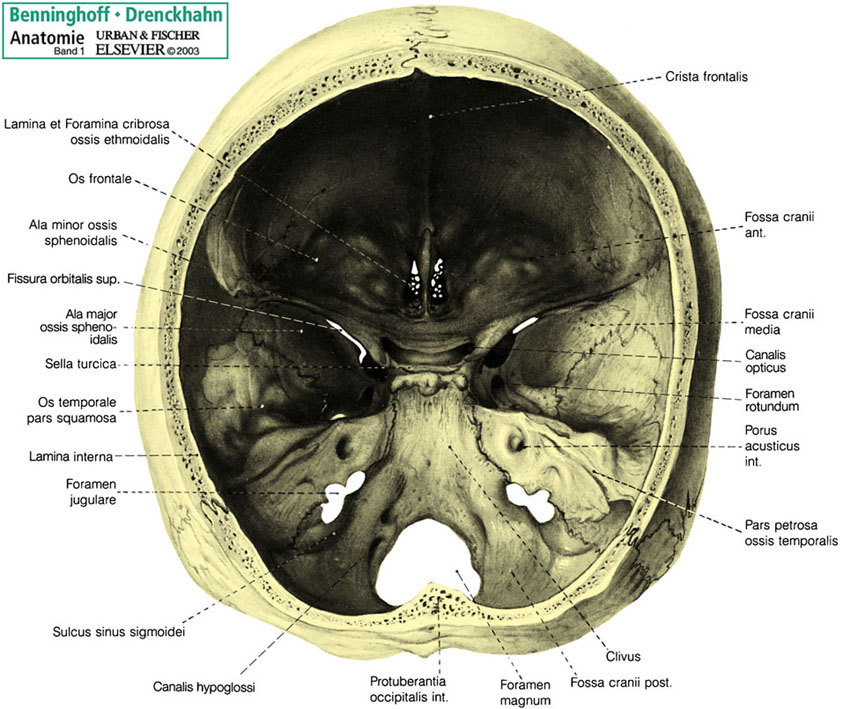 Benninghoff · Drenckhahn
Anatomie URBAN & FISCHER
Band 1 ELSEVIER ©2003
Crista frontalis
Lamina et Foramina cribrosa
ossis ethmoidalis
Os frontale
Ala minor ossis
sphenoidalis
Fissura orbitalis sup.
Ala major
ossis spheno-
idalis
Sella turcica
Os temporale
pars squamosa
Lamina interna
Foramen
jugulare
Sulcus sinus sigmoidei
Canalis hypoglossi
Protuberantia
occipitalis int.
Foramen
magnum
Fossa cranii post.
Clivus
Fossa cranii
ant.
Fossa cranii
media
Canalis
opticus
Foramen
rotundum
Porus
acusticus
int.
Pars petrosa
ossis temporalis